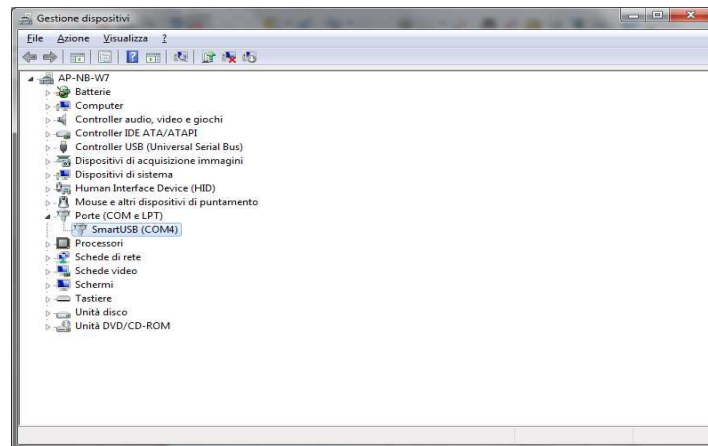 Gestione dispositivi
File Azione Visualizza ?
AP-NB-W7
Batterie
Computer
Controller audio, video e giochi
Controller IDE ATA/ATAPI
Controller USB (Universal Serial Bus)
Dispositivi di acquisizione immagini
Dispositivi di sistema
Human Interface Device (HID)
Mouse e altri dispositivi di puntamento
Porte (COM e LPT)
SmartUSB (COM4)
Processori
Schede di rete
Schede video
Schermi
Tastiere
Unità disco
Unità DVD/CD-ROM